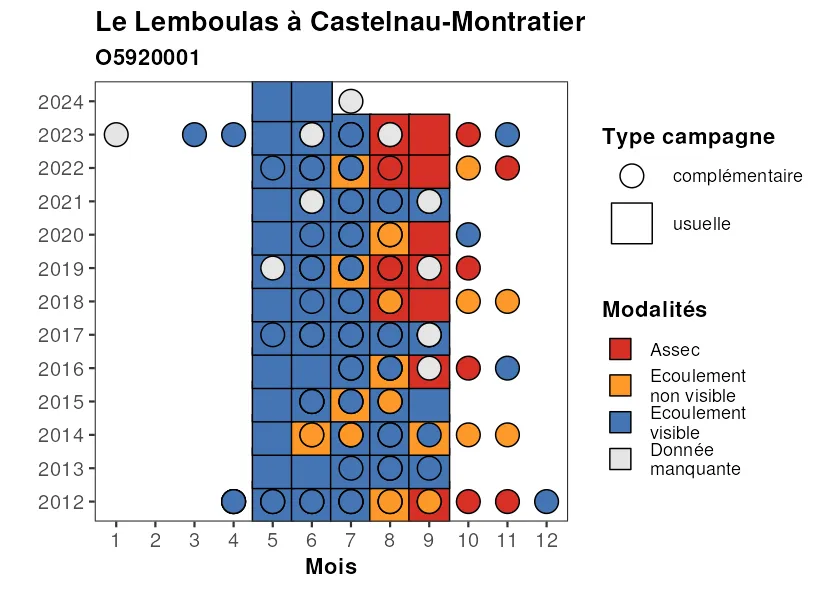 Le Lemboulas à Castelnau-Montratier
O5920001
2024
2023
2022
2021
2020
2019
2018
2017
2016
2015
2014
2013
2012
1 2 3 4 5 6 7 8 9 10 11 12
Mois
Type campagne
complémentaire
usuelle
Modalités
Assec
Ecoulement
non visible
Ecoulement
visible
Donnée
manquante